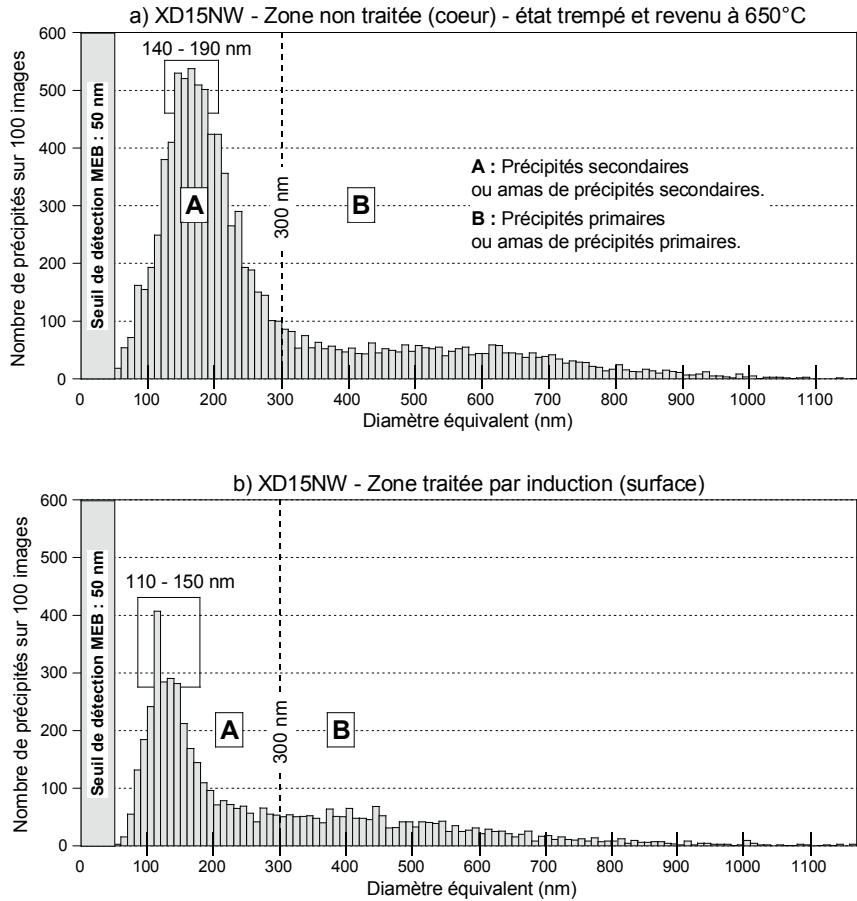 a) XD15NW - Zone non traitée (coeur) - état trempé et revenu à 650°C
Nombre de précipités sur 100 images
600
500
400
300
200
100
0
Seuil de détection MEB : 50 nm
140 - 190 nm
A
300 nm
B
A : Précipités secondaires
ou amas de précipités secondaires.
B : Précipités primaires
ou amas de précipités primaires.
0 100 200 300 400 500 600 700 800 900 1000 1100
Diamètre équivalent (nm)
b) XD15NW - Zone traitée par induction (surface)
Nombre de précipités sur 100 images
600
500
400
300
200
100
0
Seuil de détection MEB : 50 nm
110 - 150 nm
A
300 nm
B
0 100 200 300 400 500 600 700 800 900 1000 1100
Diamètre équivalent (nm)